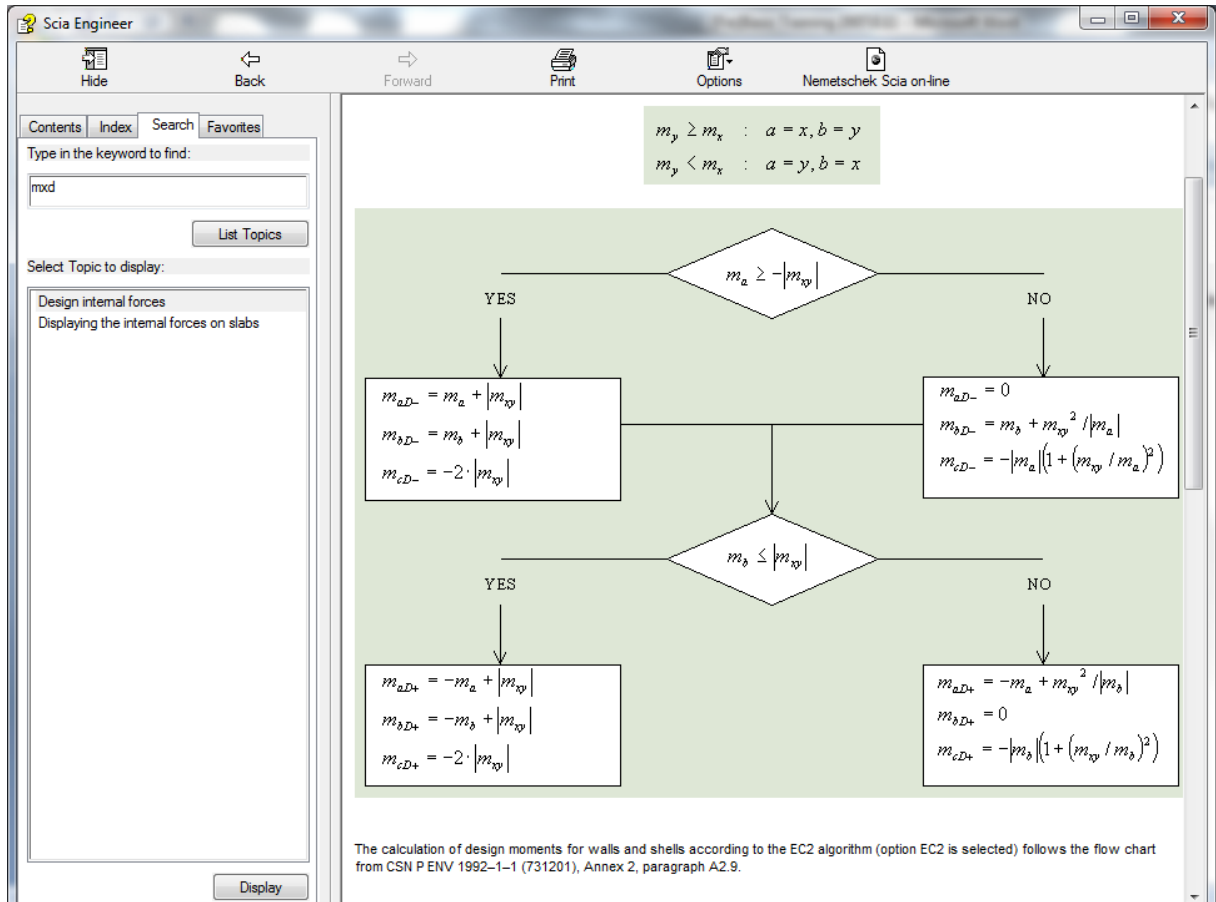 Scia Engineer
Hide
Back
Forward
Print
Options
Nemetschek Scia on-line
Contents Index Search Favorites
Type in the keyword to find:
mxd
List Topics
Select Topic to display:
Design internal forces
Displaying the internal forces on slabs
Display
m_y ≥ m_x : a = x, b = y
m_y < m_x : a = y, b = x
m_a ≥ -|m_xy|
YES
NO
m_aD- = m_a + |m_xy|
m_bD- = m_b + |m_xy|
m_cD- = -2·|m_xy|
m_aD- = 0
m_bD- = m_b + m_xy² /|m_a|
m_cD- = -|m_a|(1 + (m_xy / m_a)²)
m_b ≤ |m_xy|
YES
NO
m_aD+ = -m_a + |m_xy|
m_bD+ = -m_b + |m_xy|
m_cD+ = -2·|m_xy|
m_aD+ = -m_a + m_xy² /|m_b|
m_bD+ = 0
m_cD+ = -|m_b|(1 + (m_xy / m_b)²)
The calculation of design moments for walls and shells according to the EC2 algorithm (option EC2 is selected) follows the flow chart
from CSN P ENV 1992–1–1 (731201), Annex 2, paragraph A2.9.